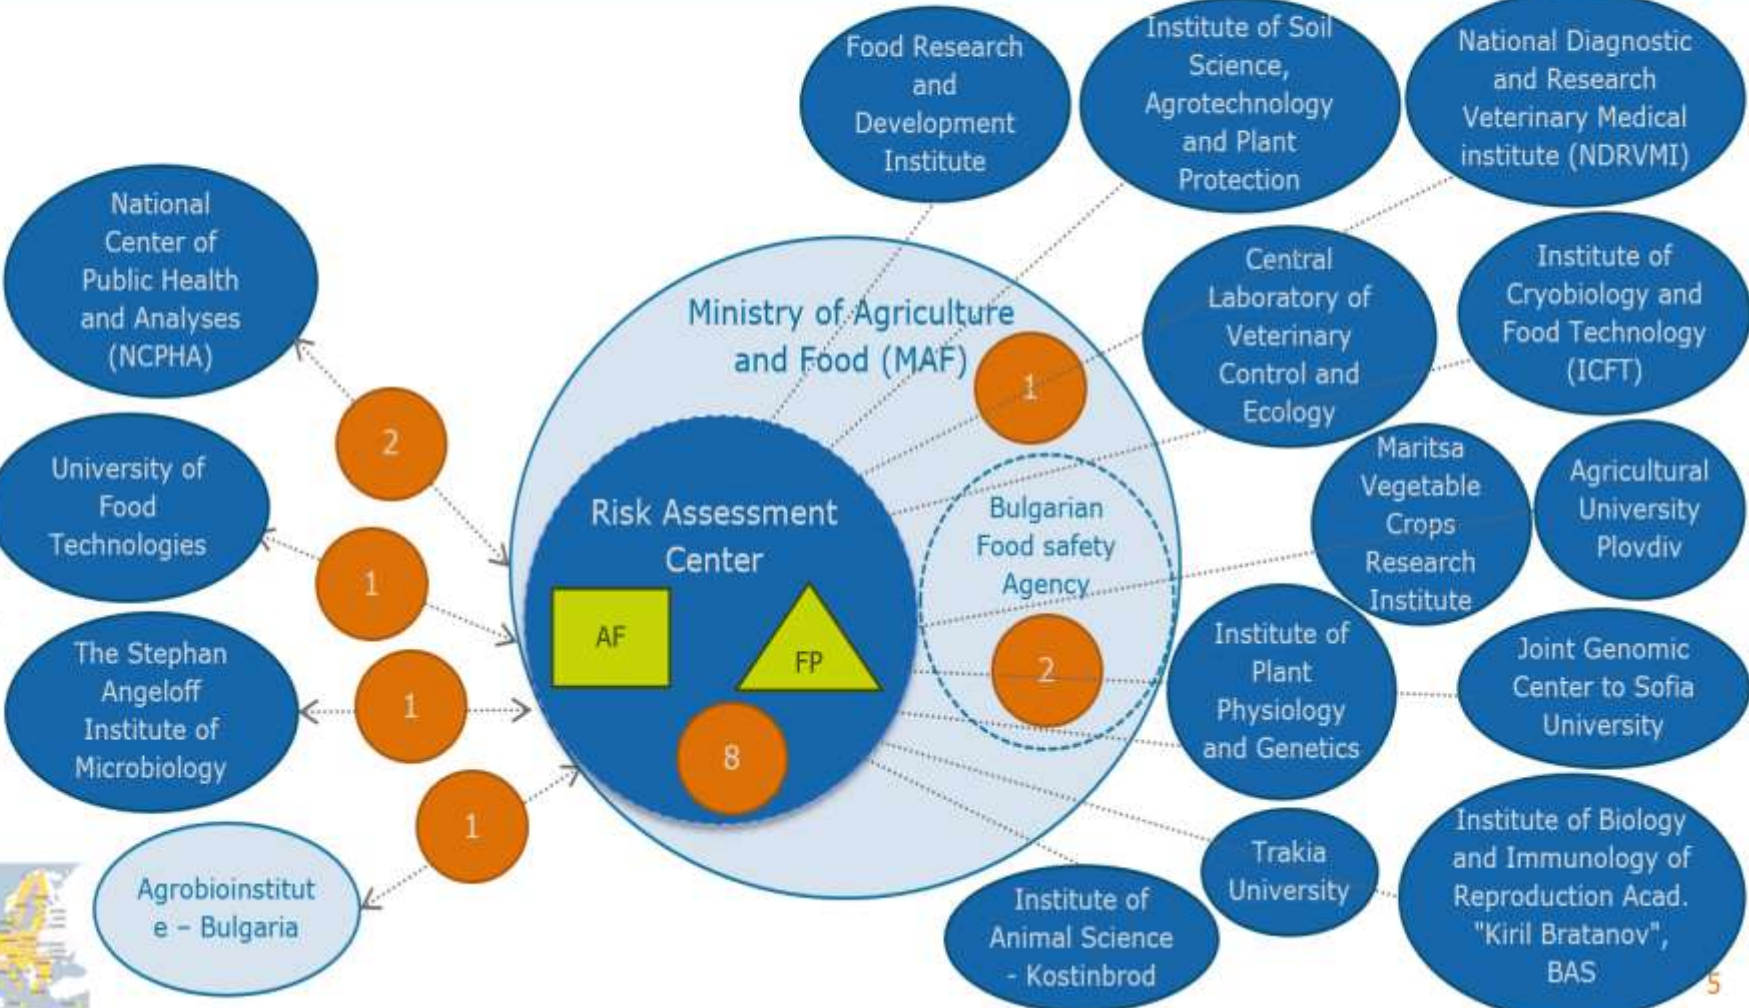 Food Research
and
Development
Institute
Institute of Soil
Science,
Agrotechnology
and Plant
Protection
National Diagnostic
and Research
Veterinary Medical
institute (NDRVMI)
National
Center of
Public Health
and Analyses
(NCPHA)
Central
Laboratory of
Veterinary
Control and
Ecology
Institute of
Cryobiology and
Food Technology
(ICFT)
Ministry of Agriculture
and Food (MAF)
1
2
University of
Food
Technologies
1
Risk Assessment
Center
AF
FP
8
Bulgarian
Food safety
Agency
2
Maritsa
Vegetable
Crops
Research
Institute
Agricultural
University
Plovdiv
The Stephan
Angeloff
Institute of
Microbiology
1
Institute of
Plant
Physiology
and Genetics
Joint Genomic
Center to Sofia
University
1
Agrobioinstitut
e – Bulgaria
Institute of
Animal Science
- Kostinbrod
Trakia
University
Institute of Biology
and Immunology of
Reproduction Acad.
"Kiril Bratanov",
BAS
5